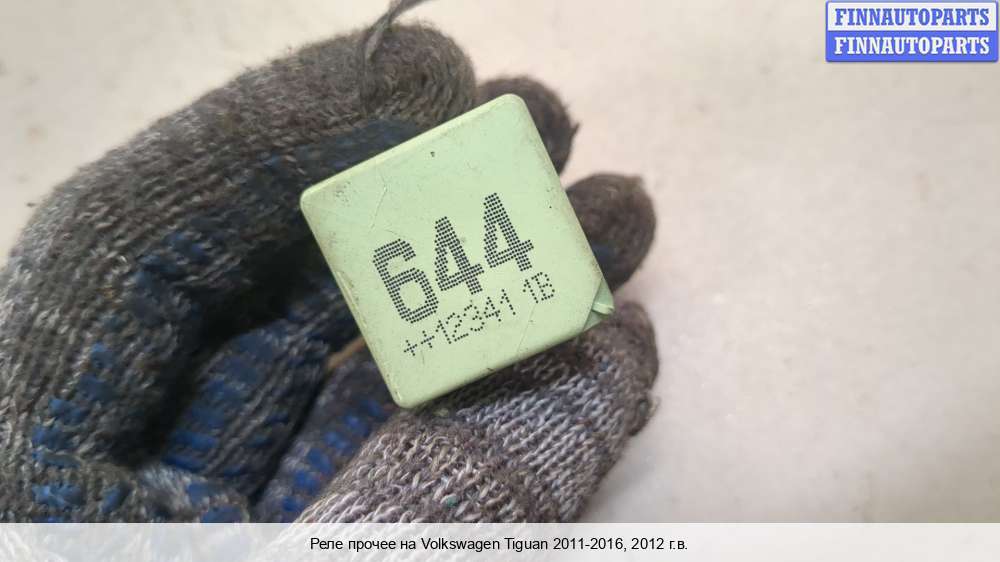 FINNAUTOPARTS
FINNAUTOPARTS
644
++12341 1B
Реле прочее на Volkswagen Tiguan 2011-2016, 2012 г.в.